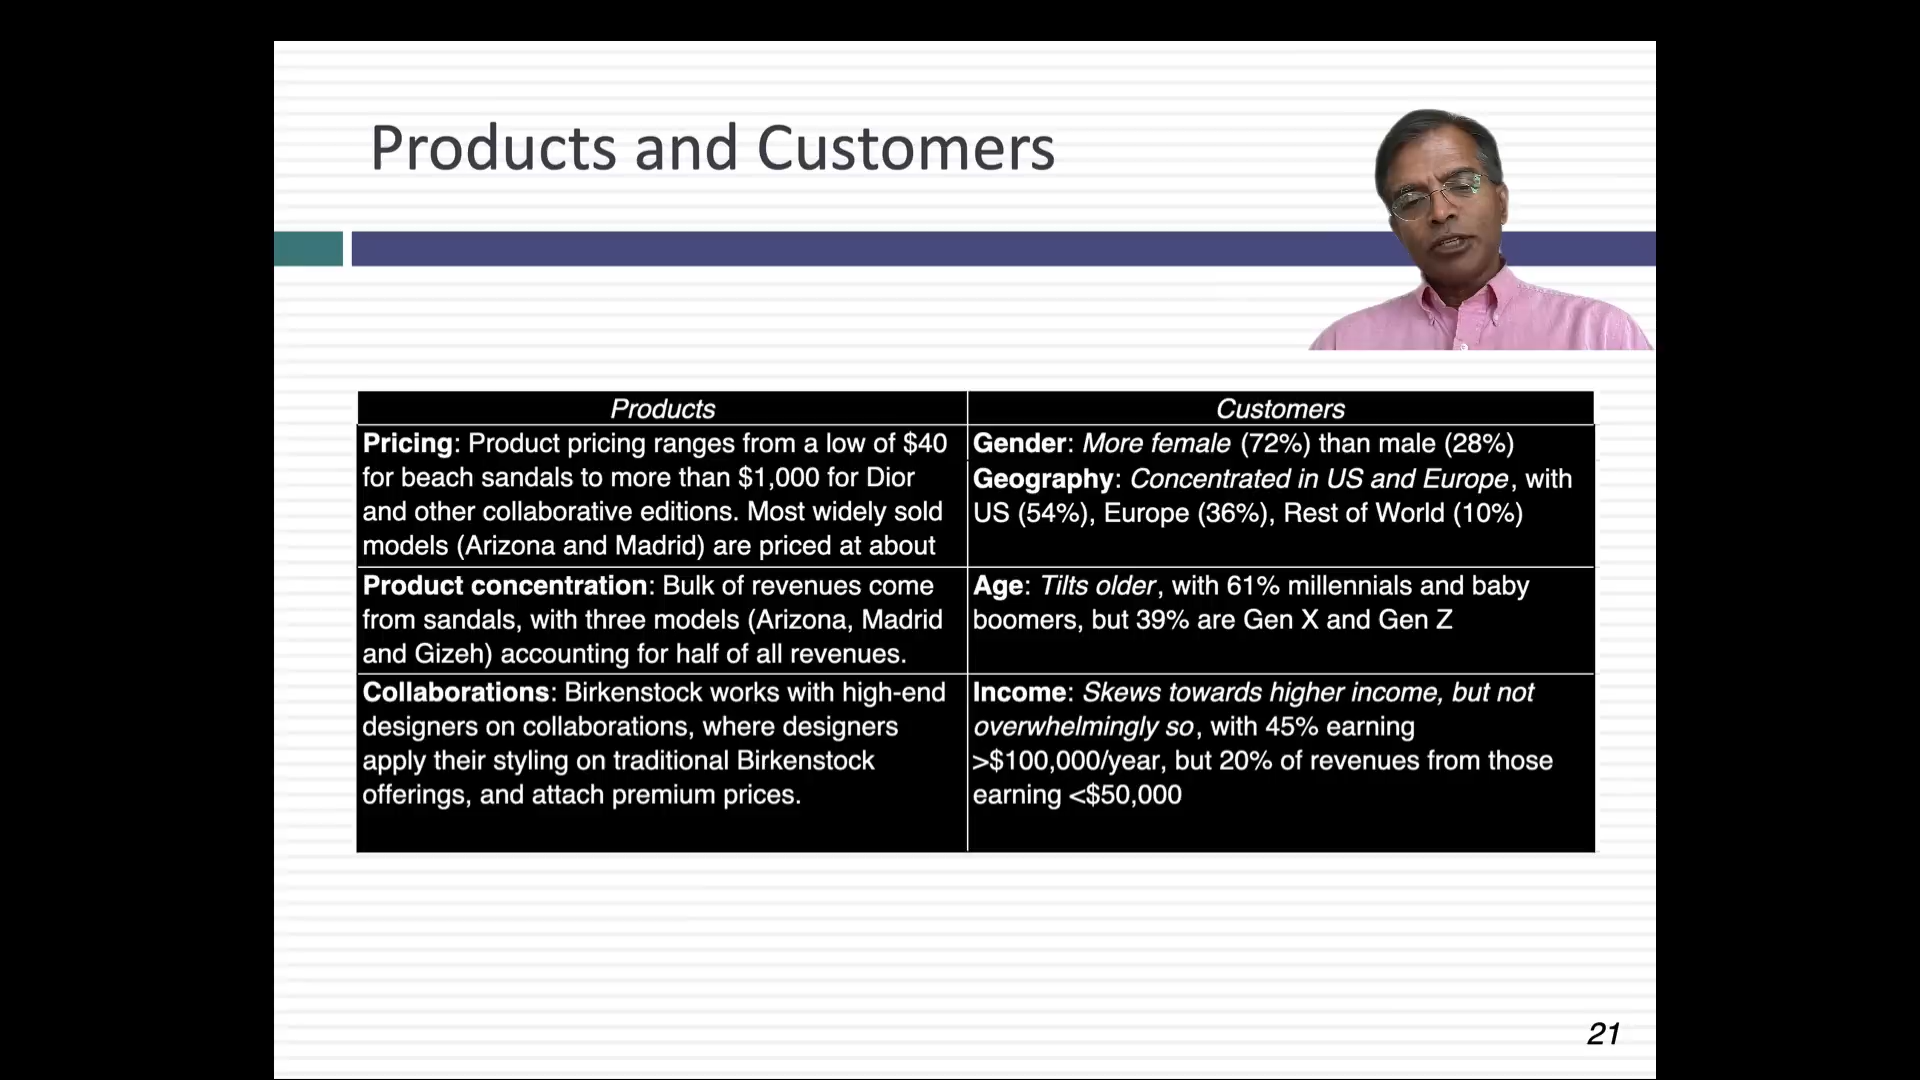 Products and Customers
Products
Pricing: Product pricing ranges from a low of $40
for beach sandals to more than $1,000 for Dior
and other collaborative editions. Most widely sold
models (Arizona and Madrid) are priced at about
Product concentration: Bulk of revenues come
from sandals, with three models (Arizona, Madrid
and Gizeh) accounting for half of all revenues.
Collaborations: Birkenstock works with high-end
designers on collaborations, where designers
apply their styling on traditional Birkenstock
offerings, and attach premium prices.
Customers
Gender: More female (72%) than male (28%)
Geography: Concentrated in US and Europe, with
US (54%), Europe (36%), Rest of World (10%)
Age: Tilts older, with 61% millennials and baby
boomers, but 39% are Gen X and Gen Z
Income: Skews towards higher income, but not
overwhelmingly so, with 45% earning
>$100,000/year, but 20% of revenues from those
earning <$50,000
21